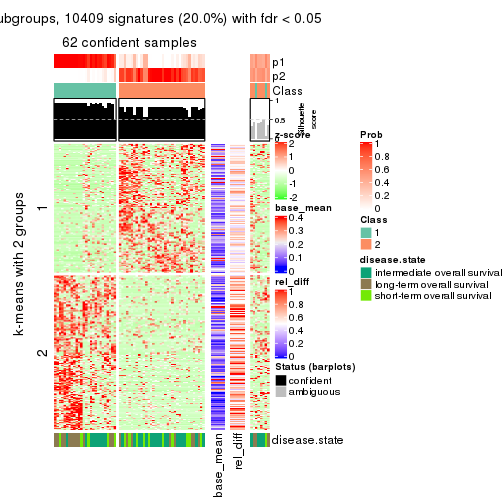 ubgroups, 10409 signatures (20.0%) with fdr < 0.05
62 confident samples
p1
p2
Class
1
0.5
0
Silhouette
score
k-means with 2 groups
1
2
z-score
2
1
0
-1
-2
base_mean
0.4
0.3
0.2
0.1
0
rel_diff
1
0.8
0.6
0.4
0.2
0
Status (barplots)
confident
ambiguous
Prob
1
0.8
0.6
0.4
0.2
0
Class
1
2
disease.state
intermediate overall survival
long-term overall survival
short-term overall survival
disease.state
base_mean
rel_diff